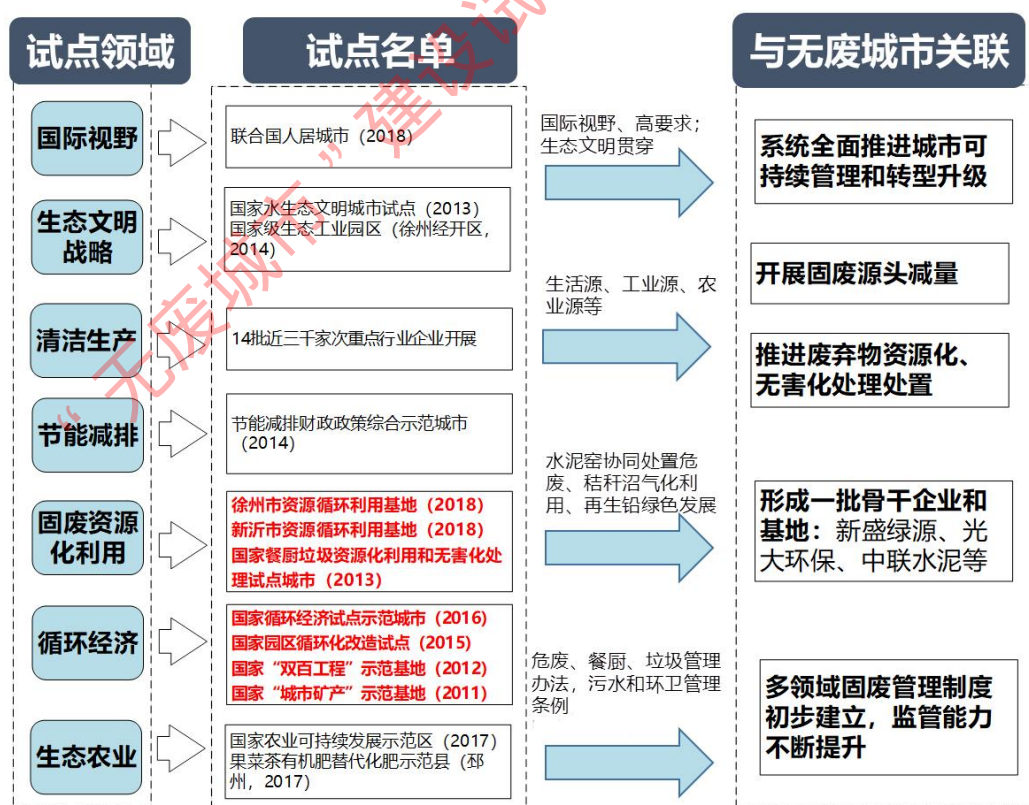 试点领域
试点名单
与无废城市关联
国际视野
联合国人居城市（2018）
生态文明
战略
国家水生态文明城市试点（2013）
国家级生态工业园区（徐州经开区，
2014）
清洁生产
14批近三千家次重点行业企业开展
节能减排
节能减排财政政策综合示范城市
（2014）
固废资源
化利用
徐州市资源循环利用基地（2018）
新沂市资源循环利用基地（2018）
国家餐厨垃圾资源化利用和无害化处
理试点城市（2013）
循环经济
国家循环经济试点示范城市（2016）
国家园区循环化改造试点（2015）
国家“双百工程”示范基地（2012）
国家“城市矿产”示范基地（2011）
生态农业
国家农业可持续发展示范区（2017）
果菜茶有机肥替代化肥示范县（邳
州，2017）
国际视野、高要求；
生态文明贯穿
生活源、工业源、农
业源等
水泥窑协同处置危
废、秸秆沼气化利
用、再生铅绿色发展
危废、餐厨、垃圾管理
办法，污水和环卫管理
条例
系统全面推进城市可
持续管理和转型升级
开展固废源头减量
推进废弃物资源化、
无害化处理处置
形成一批骨干企业和
基地：新盛绿源、光
大环保、中联水泥等
多领域固废管理制度
初步建立，监管能力
不断提升
“无废城市”建设试